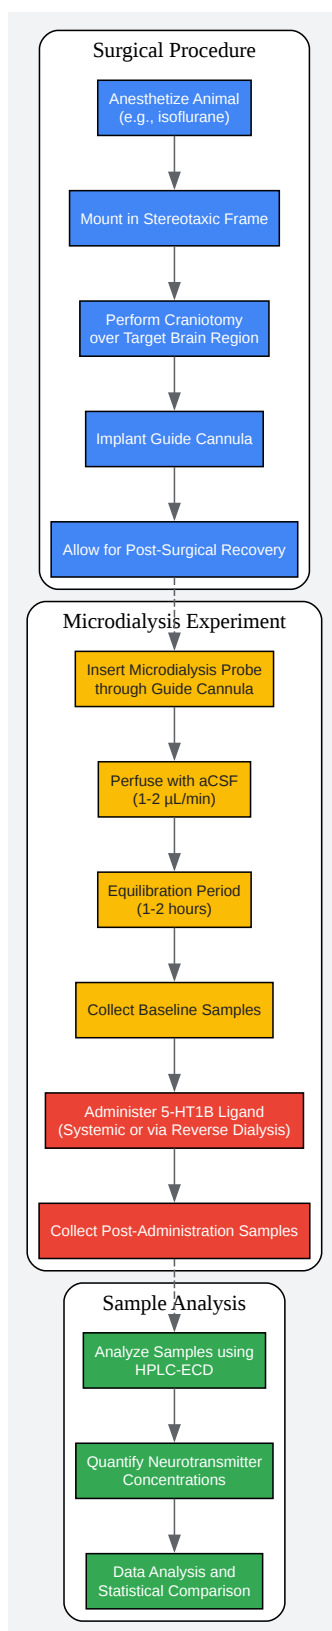 Surgical Procedure
Anesthetize Animal
(e.g., isoflurane)
Mount in Stereotaxic Frame
Perform Craniotomy
over Target Brain Region
Implant Guide Cannula
Allow for Post-Surgical Recovery
Microdialysis Experiment
Insert Microdialysis Probe
through Guide Cannula
Perfuse with aCSF
(1-2 µL/min)
Equilibration Period
(1-2 hours)
Collect Baseline Samples
Administer 5-HT1B Ligand
(Systemic or via Reverse Dialysis)
Collect Post-Administration Samples
Sample Analysis
Analyze Samples using
HPLC-ECD
Quantify Neurotransmitter
Concentrations
Data Analysis and
Statistical Comparison